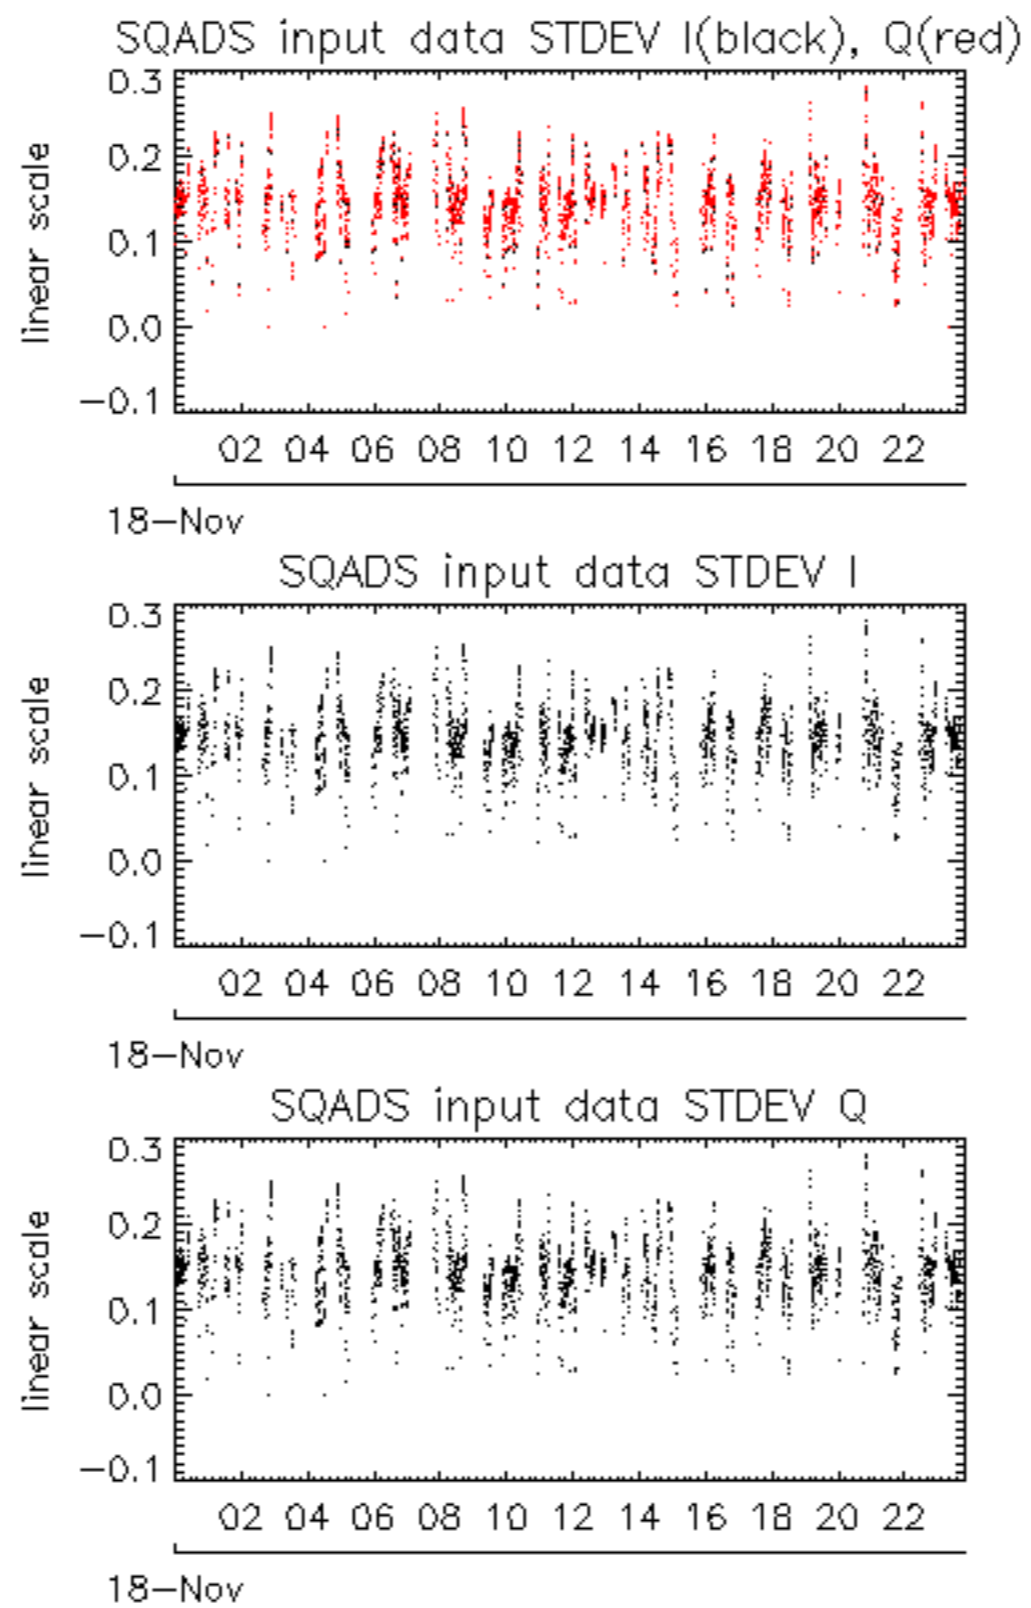 SQADS input data STDEV I(black), Q(red)
0.3
0.2
0.1
0.0
−0.1
linear scale
02 04 06 08 10 12 14 16 18 20 22
18−Nov
SQADS input data STDEV I
0.3
0.2
0.1
0.0
−0.1
linear scale
02 04 06 08 10 12 14 16 18 20 22
18−Nov
SQADS input data STDEV Q
0.3
0.2
0.1
0.0
−0.1
linear scale
02 04 06 08 10 12 14 16 18 20 22
18−Nov